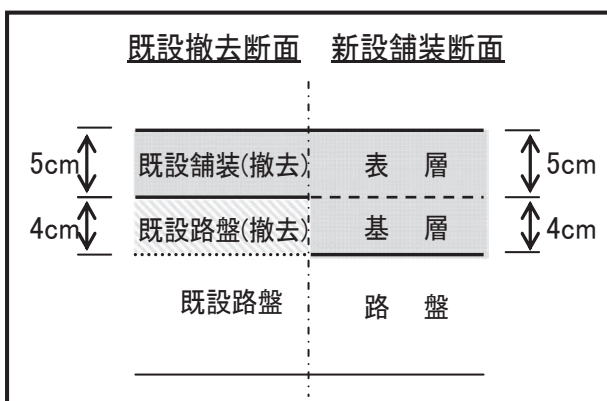 既設撤去断面 新設舗装断面
5cm 既設舗装(撤去) 表 層 5cm
4cm 既設路盤(撤去) 基 層 4cm
既設路盤 路 盤